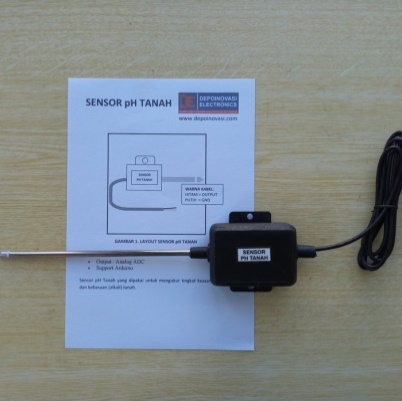 SENSOR pH TANAH
DEPOINOVASI
ELECTRONICS
www.depoinovasi.com
SENSOR
PH TANAH
WARNA KABEL:
HITAM = OUTPUT
PUTIH = GND
GAMBAR 1. LAYOUT SENSOR pH TANAH
Output : Analog ADC
Support Arduino
Sensor pH Tanah yang dipakai untuk mengukur tingkat
dan kebasaan (alkali) tanah.
SENSOR
PH TANAH